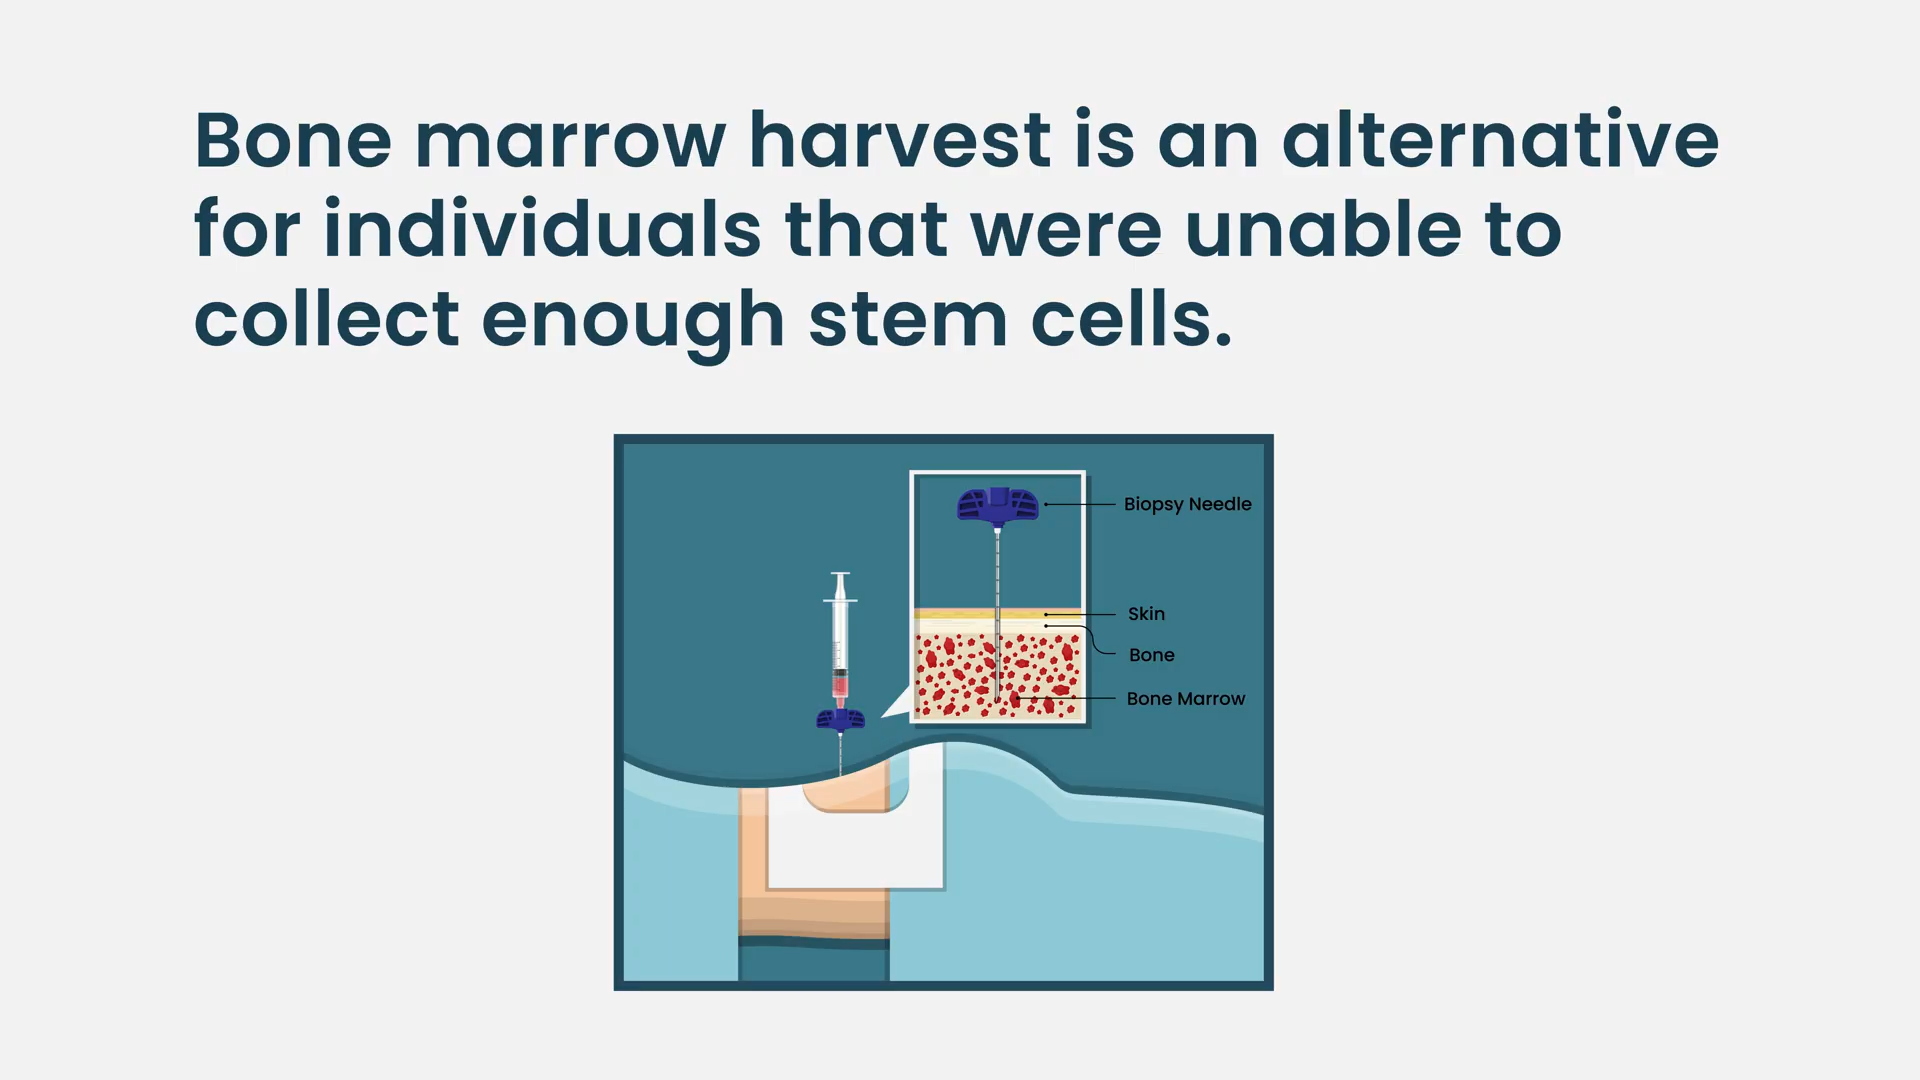 Bone marrow harvest is an alternative
for individuals that were unable to
collect enough stem cells.
Biopsy Needle
Skin
Bone
Bone Marrow